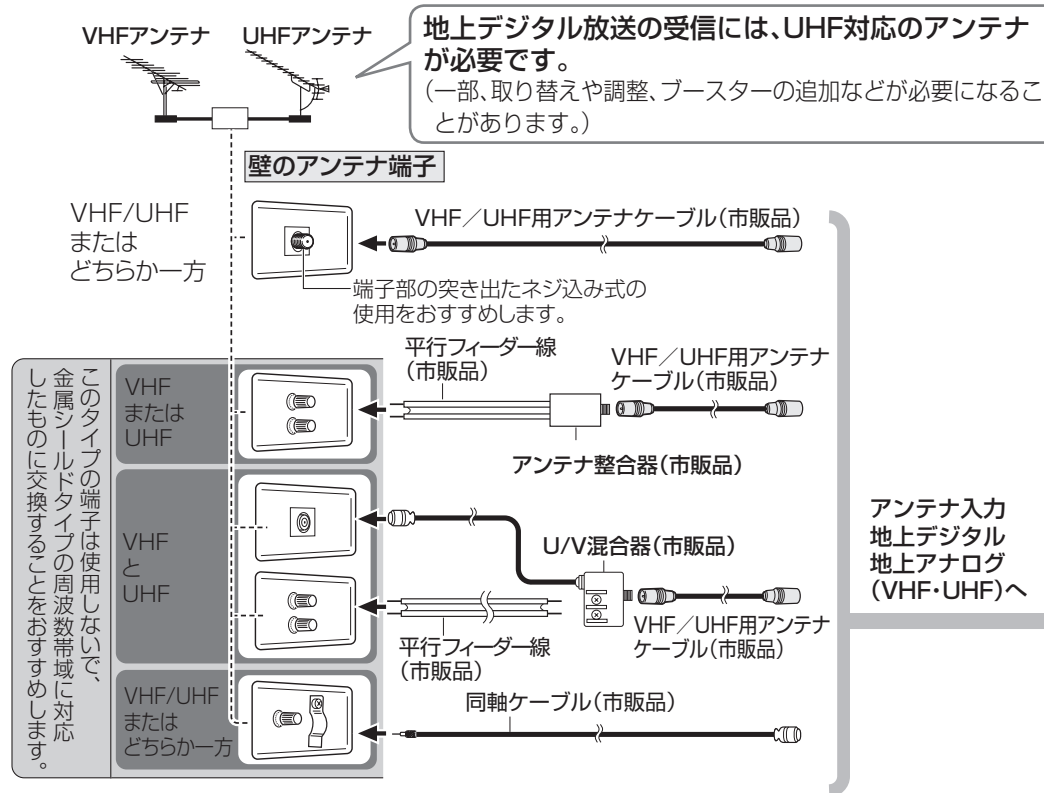 VHFアンテナ
UHFアンテナ
地上デジタル放送の受信には、UHF対応のアンテナ
が必要です。
(一部、取り替えや調整、ブースターの追加などが必要になるこ
とがあります。)
壁のアンテナ端子
VHF/UHF
または
どちらか一方
VHF/UHF用アンテナケーブル(市販品)
端子部の突き出たネジ込み式の
使用をおすすめします。
このタイプの端子は使用しないで、
金属シールドタイプの周波数帯域に対応
したものに交換することをおすすめします。
VHF
または
UHF
平行フィーダー線
(市販品)
VHF/UHF用アンテナ
ケーブル(市販品)
アンテナ整合器(市販品)
VHF
と
UHF
U/V混合器(市販品)
平行フィーダー線
(市販品)
VHF/UHF用アンテナ
ケーブル(市販品)
VHF/UHF
または
どちらか一方
同軸ケーブル(市販品)
アンテナ入力
地上デジタル
地上アナログ
(VHF・UHF)へ